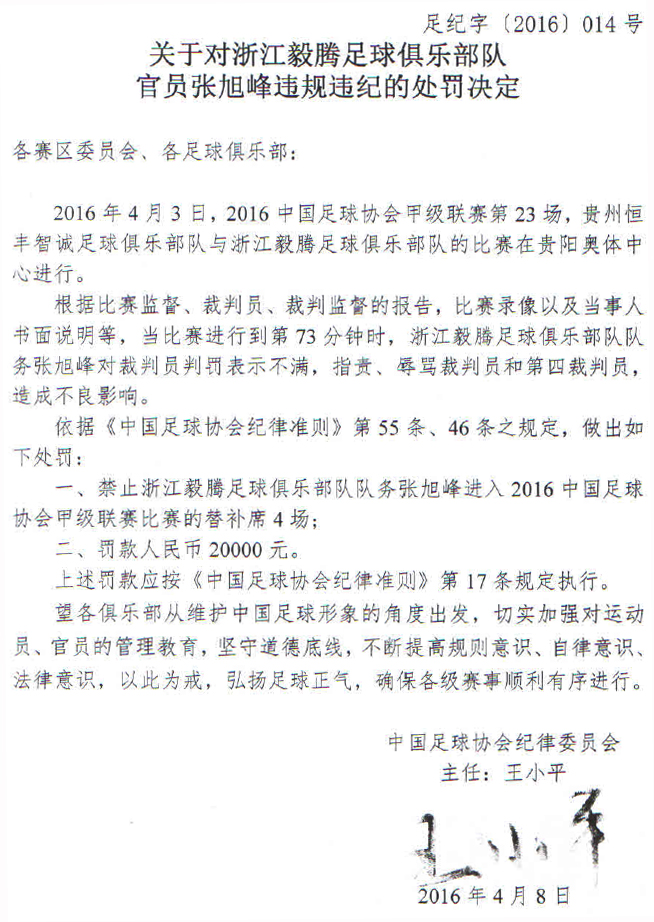 足纪字〔2016〕014 号
关于对浙江毅腾足球俱乐部队
官员张旭峰违规违纪的处罚决定
各赛区委员会、各足球俱乐部：
2016 年 4 月 3 日，2016 中国足球协会甲级联赛第 23 场，贵州恒
丰智诚足球俱乐部队与浙江毅腾足球俱乐部队的比赛在贵阳奥体中
心进行。
根据比赛监督、裁判员、裁判监督的报告，比赛录像以及当事人
书面说明等，当比赛进行到第 73 分钟时，浙江毅腾足球俱乐部队队
务张旭峰对裁判员判罚表示不满，指责、辱骂裁判员和第四裁判员，
造成不良影响。
依据《中国足球协会纪律准则》第 55 条、46 条之规定，做出如
下处罚：
一、禁止浙江毅腾足球俱乐部队队务张旭峰进入 2016 中国足球
协会甲级联赛比赛的替补席 4 场；
二、罚款人民币 20000 元。
上述罚款应按《中国足球协会纪律准则》第 17 条规定执行。
望各俱乐部从维护中国足球形象的角度出发，切实加强对运动
员、官员的管理教育，坚守道德底线，不断提高规则意识、自律意识、
法律意识，以此为戒，弘扬足球正气，确保各级赛事顺利有序进行。
中国足球协会纪律委员会
主任：王小平
王小平
2016 年 4 月 8 日